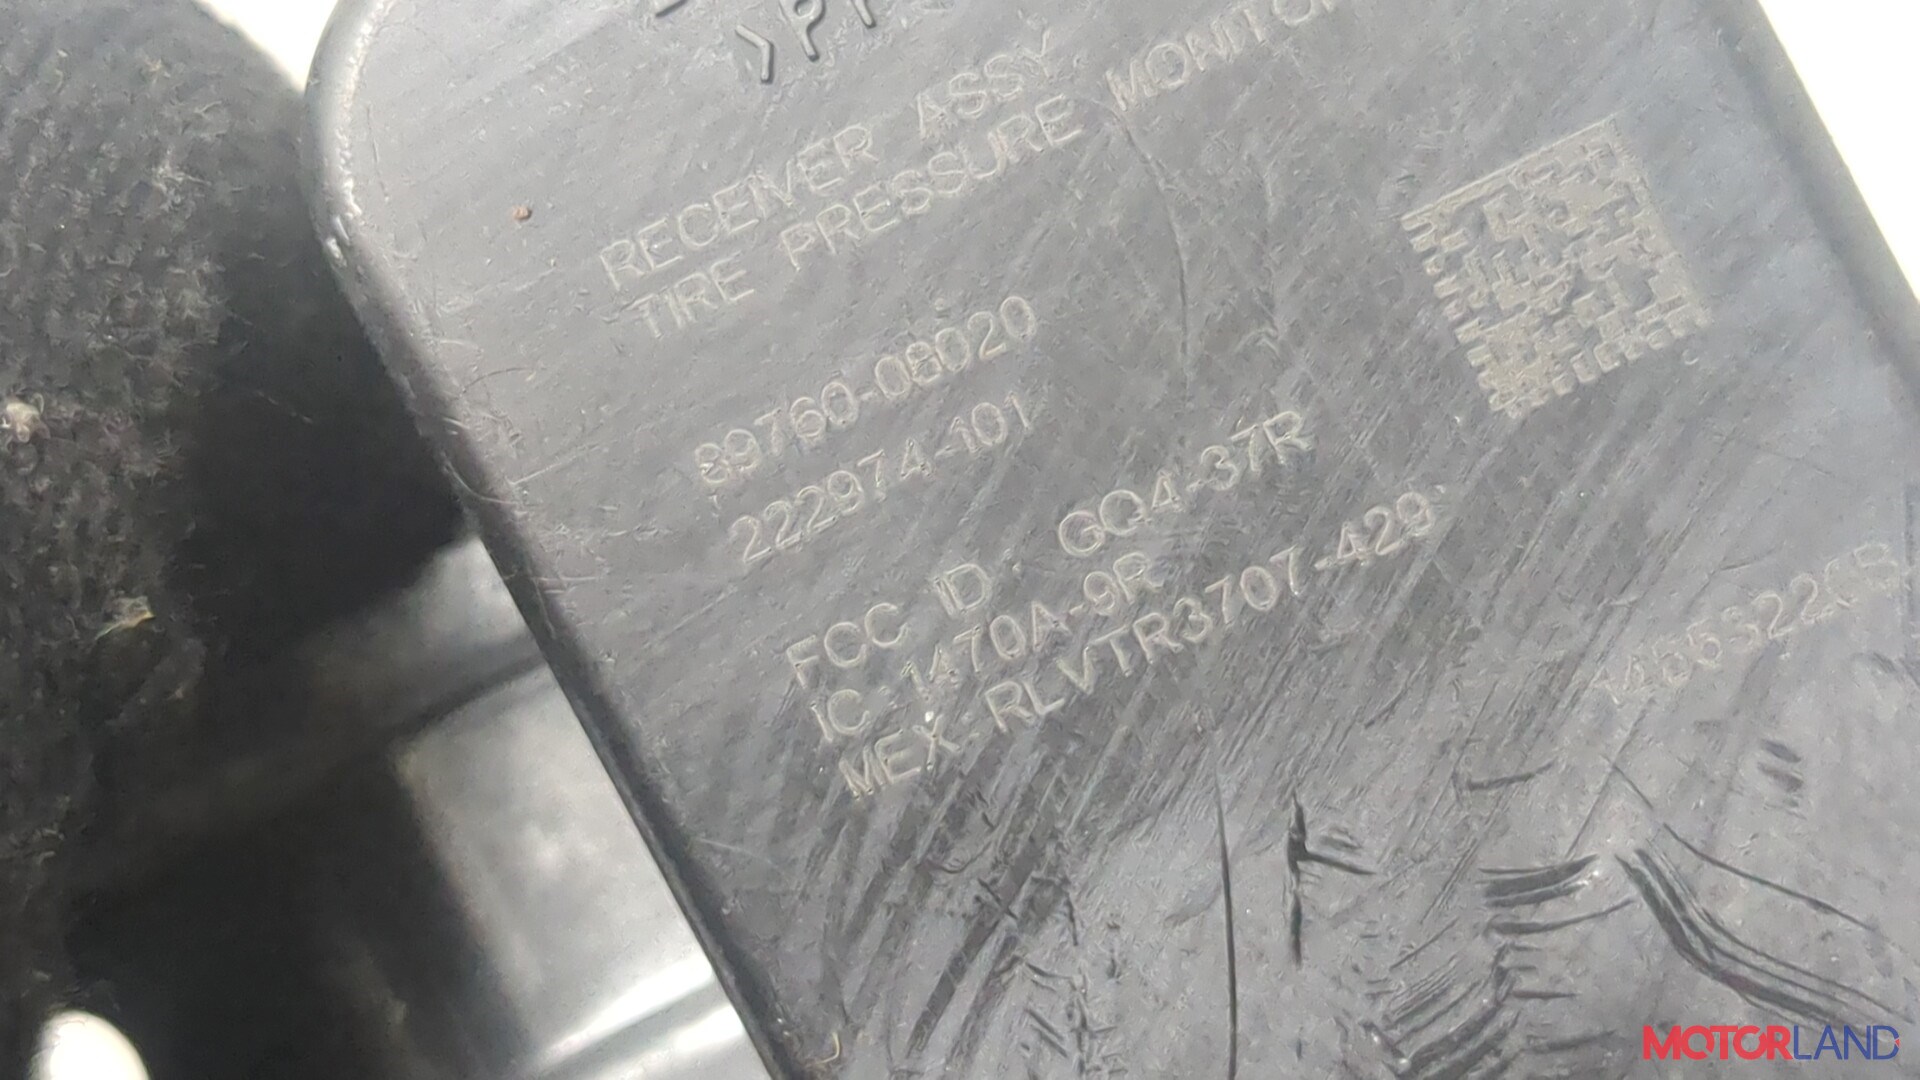 RECEIVER ASSY
TIRE PRESSURE MONITOR
89760-08020
222974-101
FCC ID: GQ4-37R
IC: 1470A-9R
MEX: RLVTR3707-429
MOTORLAND